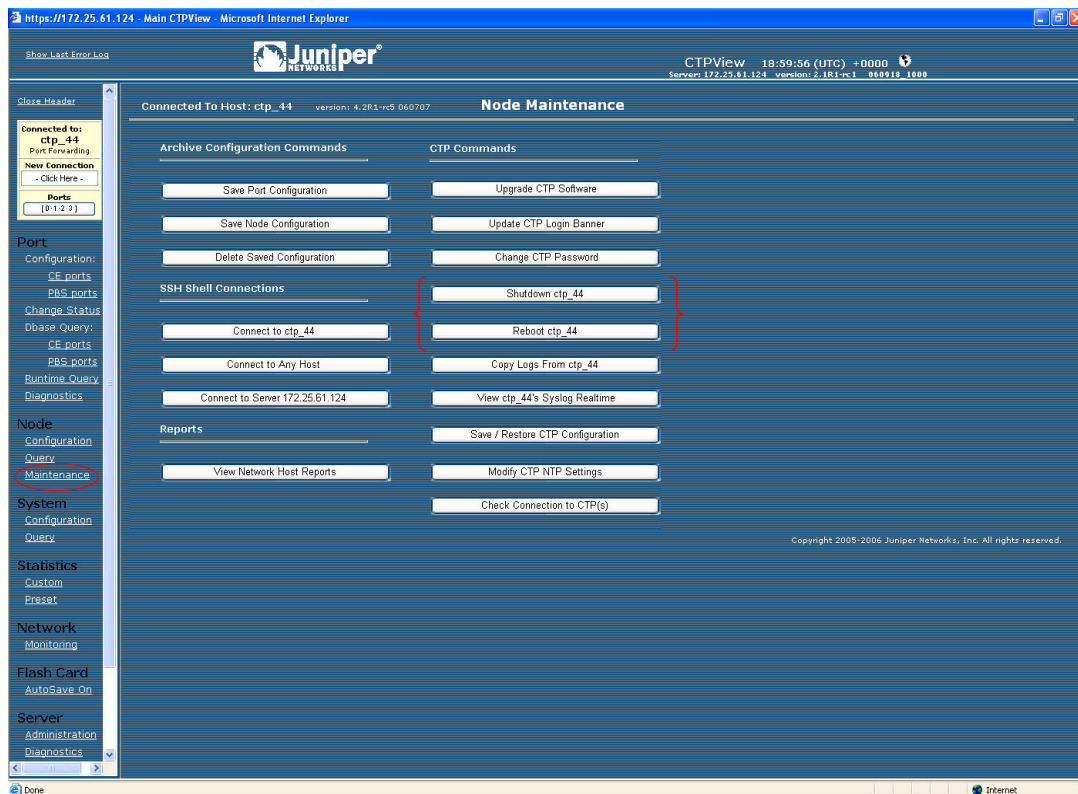 https://172.25.61.124 - Main CTPView - Microsoft Internet Explorer
Show Last Error Log
Juniper®
NETWORKS
CTPView 18:59:56 (UTC) +0000
Server: 172.25.61.124 version: 2.1R1-rc1 060918_1000
Close Header
Connected to:
ctp_44
Port Forwarding
New Connection
- Click Here -
Ports
[0-1-2-3]
Port
Configuration:
CE ports
PBS ports
Change Status
Dbase Query:
CE ports
PBS ports
Runtime Query
Diagnostics
Node
Configuration
Query
Maintenance
System
Configuration
Query
Statistics
Custom
Preset
Network
Monitoring
Flash Card
AutoSave On
Server
Administration
Diagnostics
Connected To Host: ctp_44 version: 4.2R1-rc5 060707 Node Maintenance
Archive Configuration Commands
Save Port Configuration
Save Node Configuration
Delete Saved Configuration
SSH Shell Connections
Connect to ctp_44
Connect to Any Host
Connect to Server 172.25.61.124
Reports
View Network Host Reports
CTP Commands
Upgrade CTP Software
Update CTP Login Banner
Change CTP Password
Shutdown ctp_44
Reboot ctp_44
Copy Logs From ctp_44
View ctp_44's Syslog Realtime
Save / Restore CTP Configuration
Modify CTP NTP Settings
Check Connection to CTP(s)
Copyright 2005-2006 Juniper Networks, Inc. All rights reserved.
Done
Internet